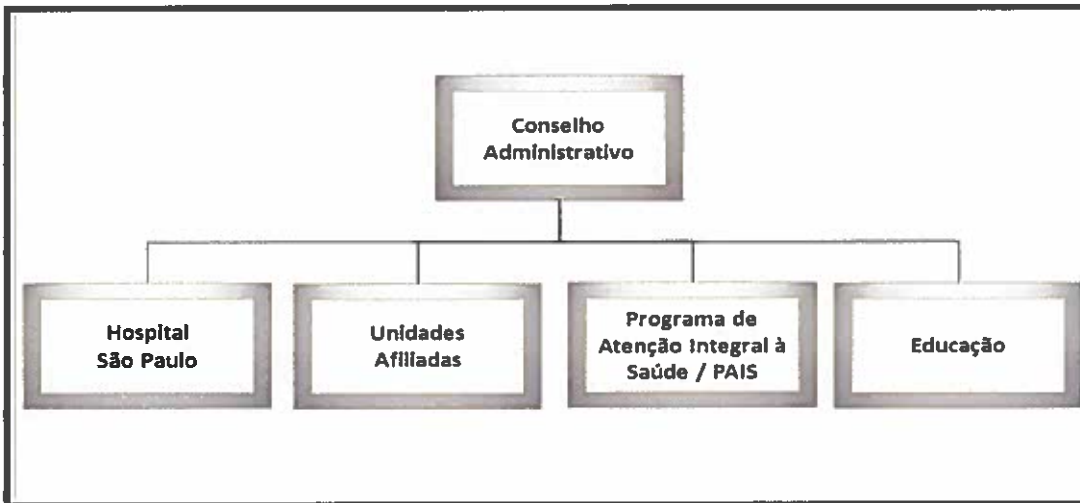 Conselho
Administrativo
Hospital
São Paulo
Unidades
Afiliadas
Programa de
Atenção Integral à
Saúde / PAIS
Educação